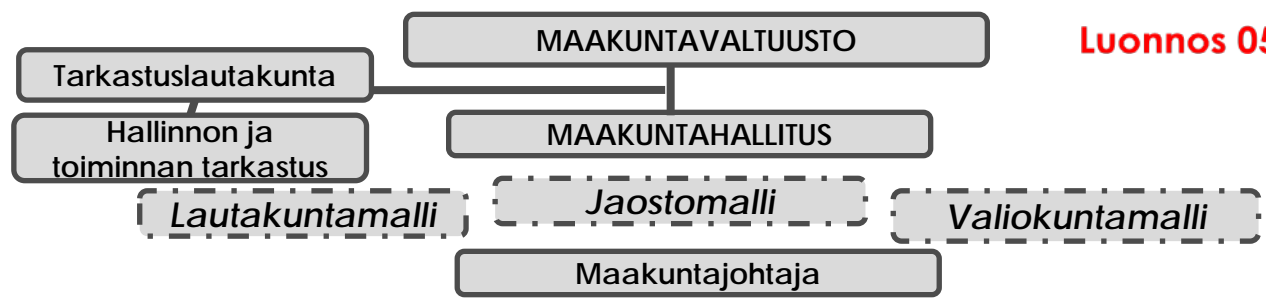 MAAKUNTAVALTUUSTO
Luonnos 05
Tarkastuslautakunta
Hallinnon ja
toiminnan tarkastus
MAAKUNTAHALLITUS
Lautakuntamalli
Jaostomalli
Valiokuntamalli
Maakuntajohtaja